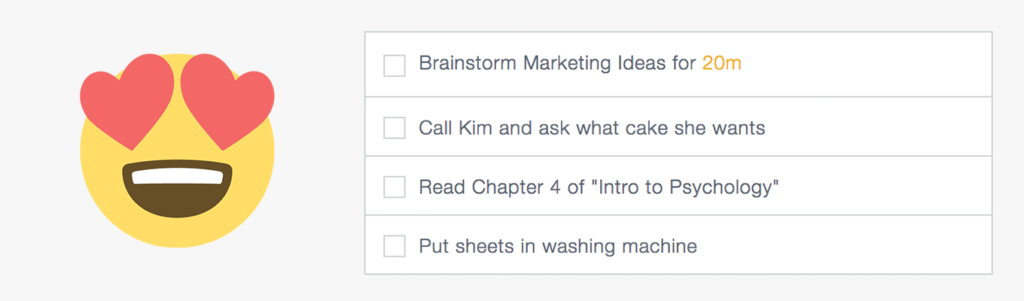 Brainstorm Marketing Ideas for 20m
Call Kim and ask what cake she wants
Read Chapter 4 of "Intro to Psychology"
Put sheets in washing machine